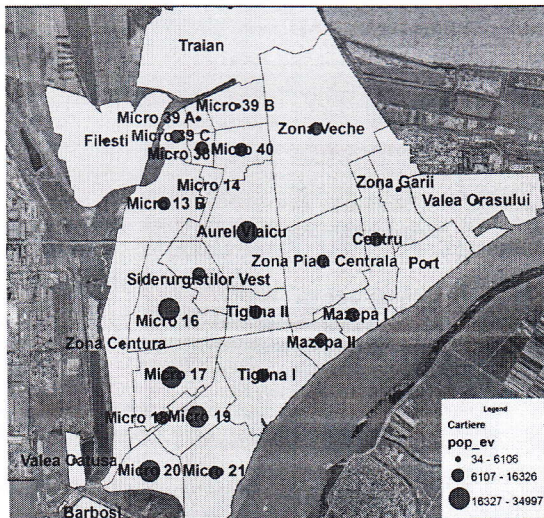 Traian
Micro 39 B
Micro 39 A
Filesti
Micro 39 C
Zona Veche
Micro 38
Micro 40
Micro 14
Zona Garii
Valea Orasului
Micro 13 B
Aurel Vlaicu
Centru
Zona Piata Centrala
Port
Siderurgistilor Vest
Micro 16
Tiglina II
Mazepa I
Zona Centura
Mazepa II
Micro 17
Tiglina I
Micro 18
Micro 19
Valea Catusa
Micro 20
Micro 21
Barbosi
Legend
Cartiere
pop_ev
34 - 6106
6107 - 16326
16327 - 34997